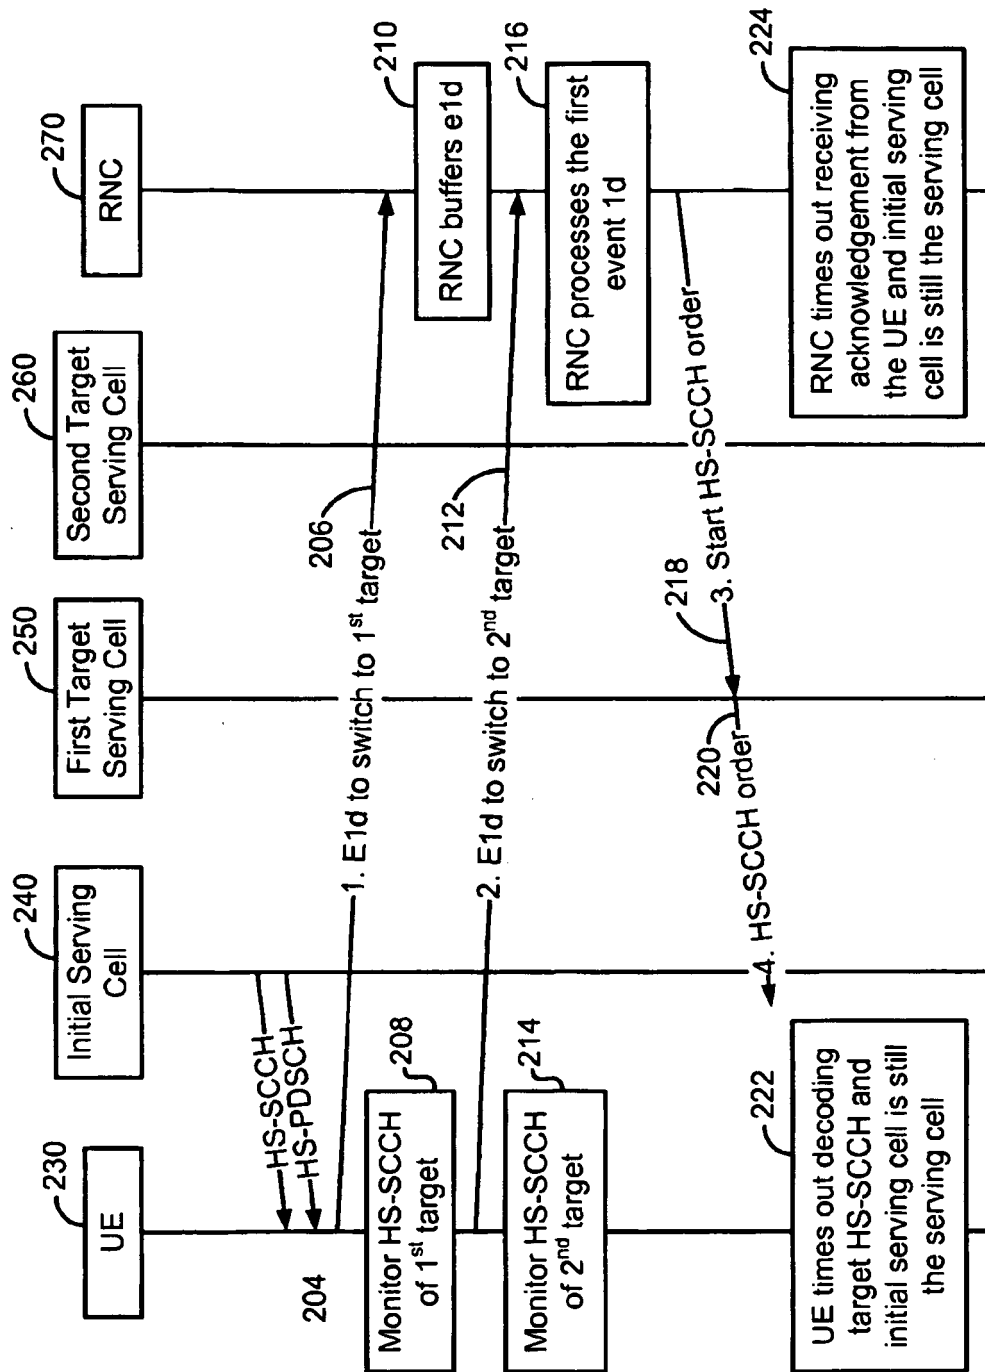 230
UE
240
Initial Serving
Cell
250
First Target
Serving Cell
260
Second Target
Serving Cell
270
RNC
HS-SCCH
HS-PDSCH
204
1. E1d to switch to 1st target
206
208
Monitor HS-SCCH
of 1st target
210
RNC buffers e1d
2. E1d to switch to 2nd target
212
214
Monitor HS-SCCH
of 2nd target
216
RNC processes the first
event 1d
218
3. Start HS-SCCH order
220
4. HS-SCCH order
222
UE times out decoding
target HS-SCCH and
initial serving cell is still
the serving cell
224
RNC times out receiving
acknowledgement from
the UE and initial serving
cell is still the serving cell